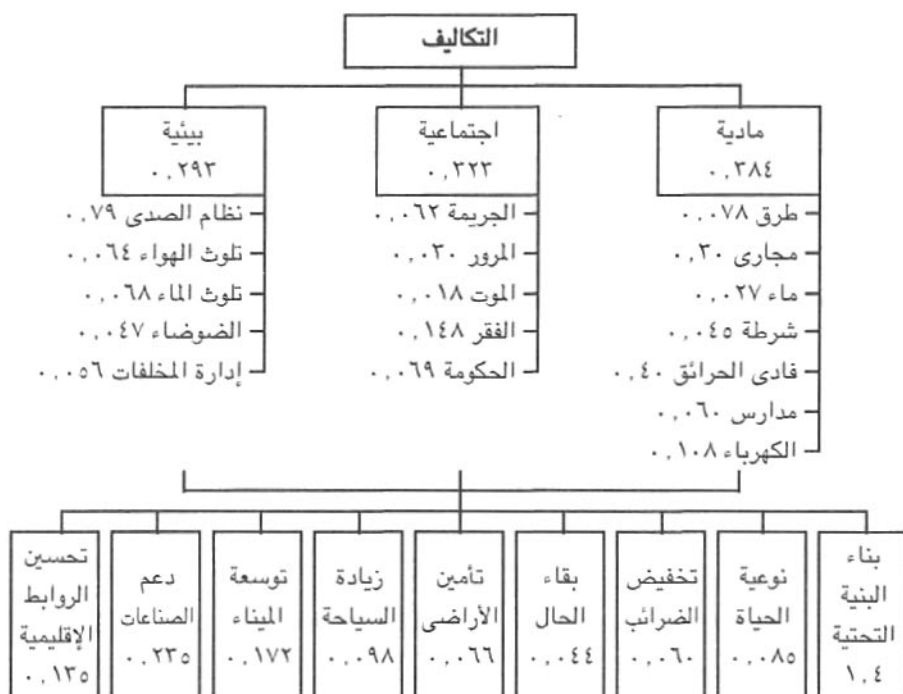 التكاليف
مادية
٠,٣٨٤
طرق ٠,٠٧٨
مجارى ٠,٣٠
ماء ٠,٠٢٧
شرطة ٠,٠٤٥
فادى الحرائق ٠,٤٠
مدارس ٠,٠٦٠
الكهرباء ٠,١٠٨
اجتماعية
٠,٣٢٣
الجريمة ٠,٠٦٢
المرور ٠,٠٣٠
الموت ٠,٠١٨
الفقر ٠,١٤٨
الحكومة ٠,٠٦٩
بيئية
٠,٢٩٣
نظام الصدى ٠,٧٩
تلوث الهواء ٠,٠٦٤
تلوث الماء ٠,٠٦٨
الضوضاء ٠,٠٤٧
إدارة المخلفات ٠,٠٥٦
بناء
البنية
التحتية
١,٤
نوعية
الحياة
٠,٠٨٥
تخفيض
الضرائب
٠,٠٦٠
بقاء
الحال
٠,٠٤٤
تأمين
الأراضى
٠,٠٦٦
زيادة
السياحة
٠,٠٩٨
توسعة
الميناء
٠,١٧٢
دعم
الصناعات
٠,٢٣٥
تحسين
الروابط
الإقليمية
٠,١٣٥